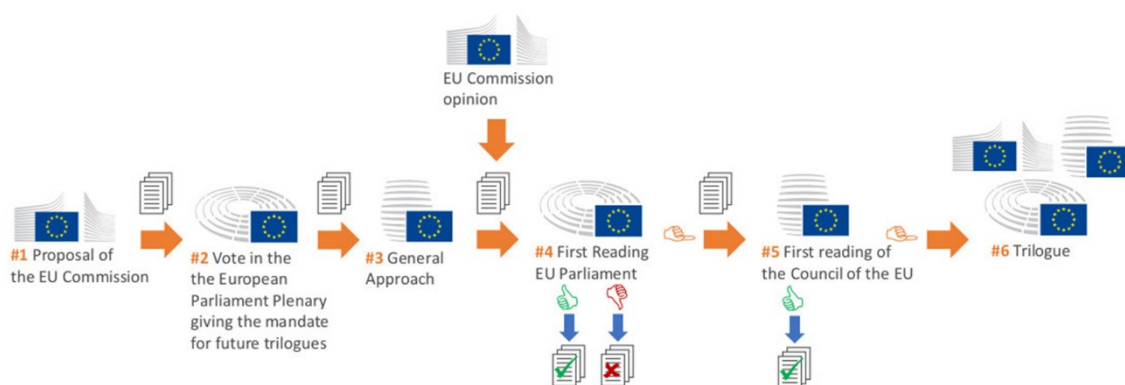 EU Commission
opinion
#1 Proposal of
the EU Commission
#2 Vote in the
the European
Parliament Plenary
giving the mandate
for future trilogues
#3 General
Approach
#4 First Reading
EU Parliament
#5 First reading of
the Council of the EU
#6 Trilogue